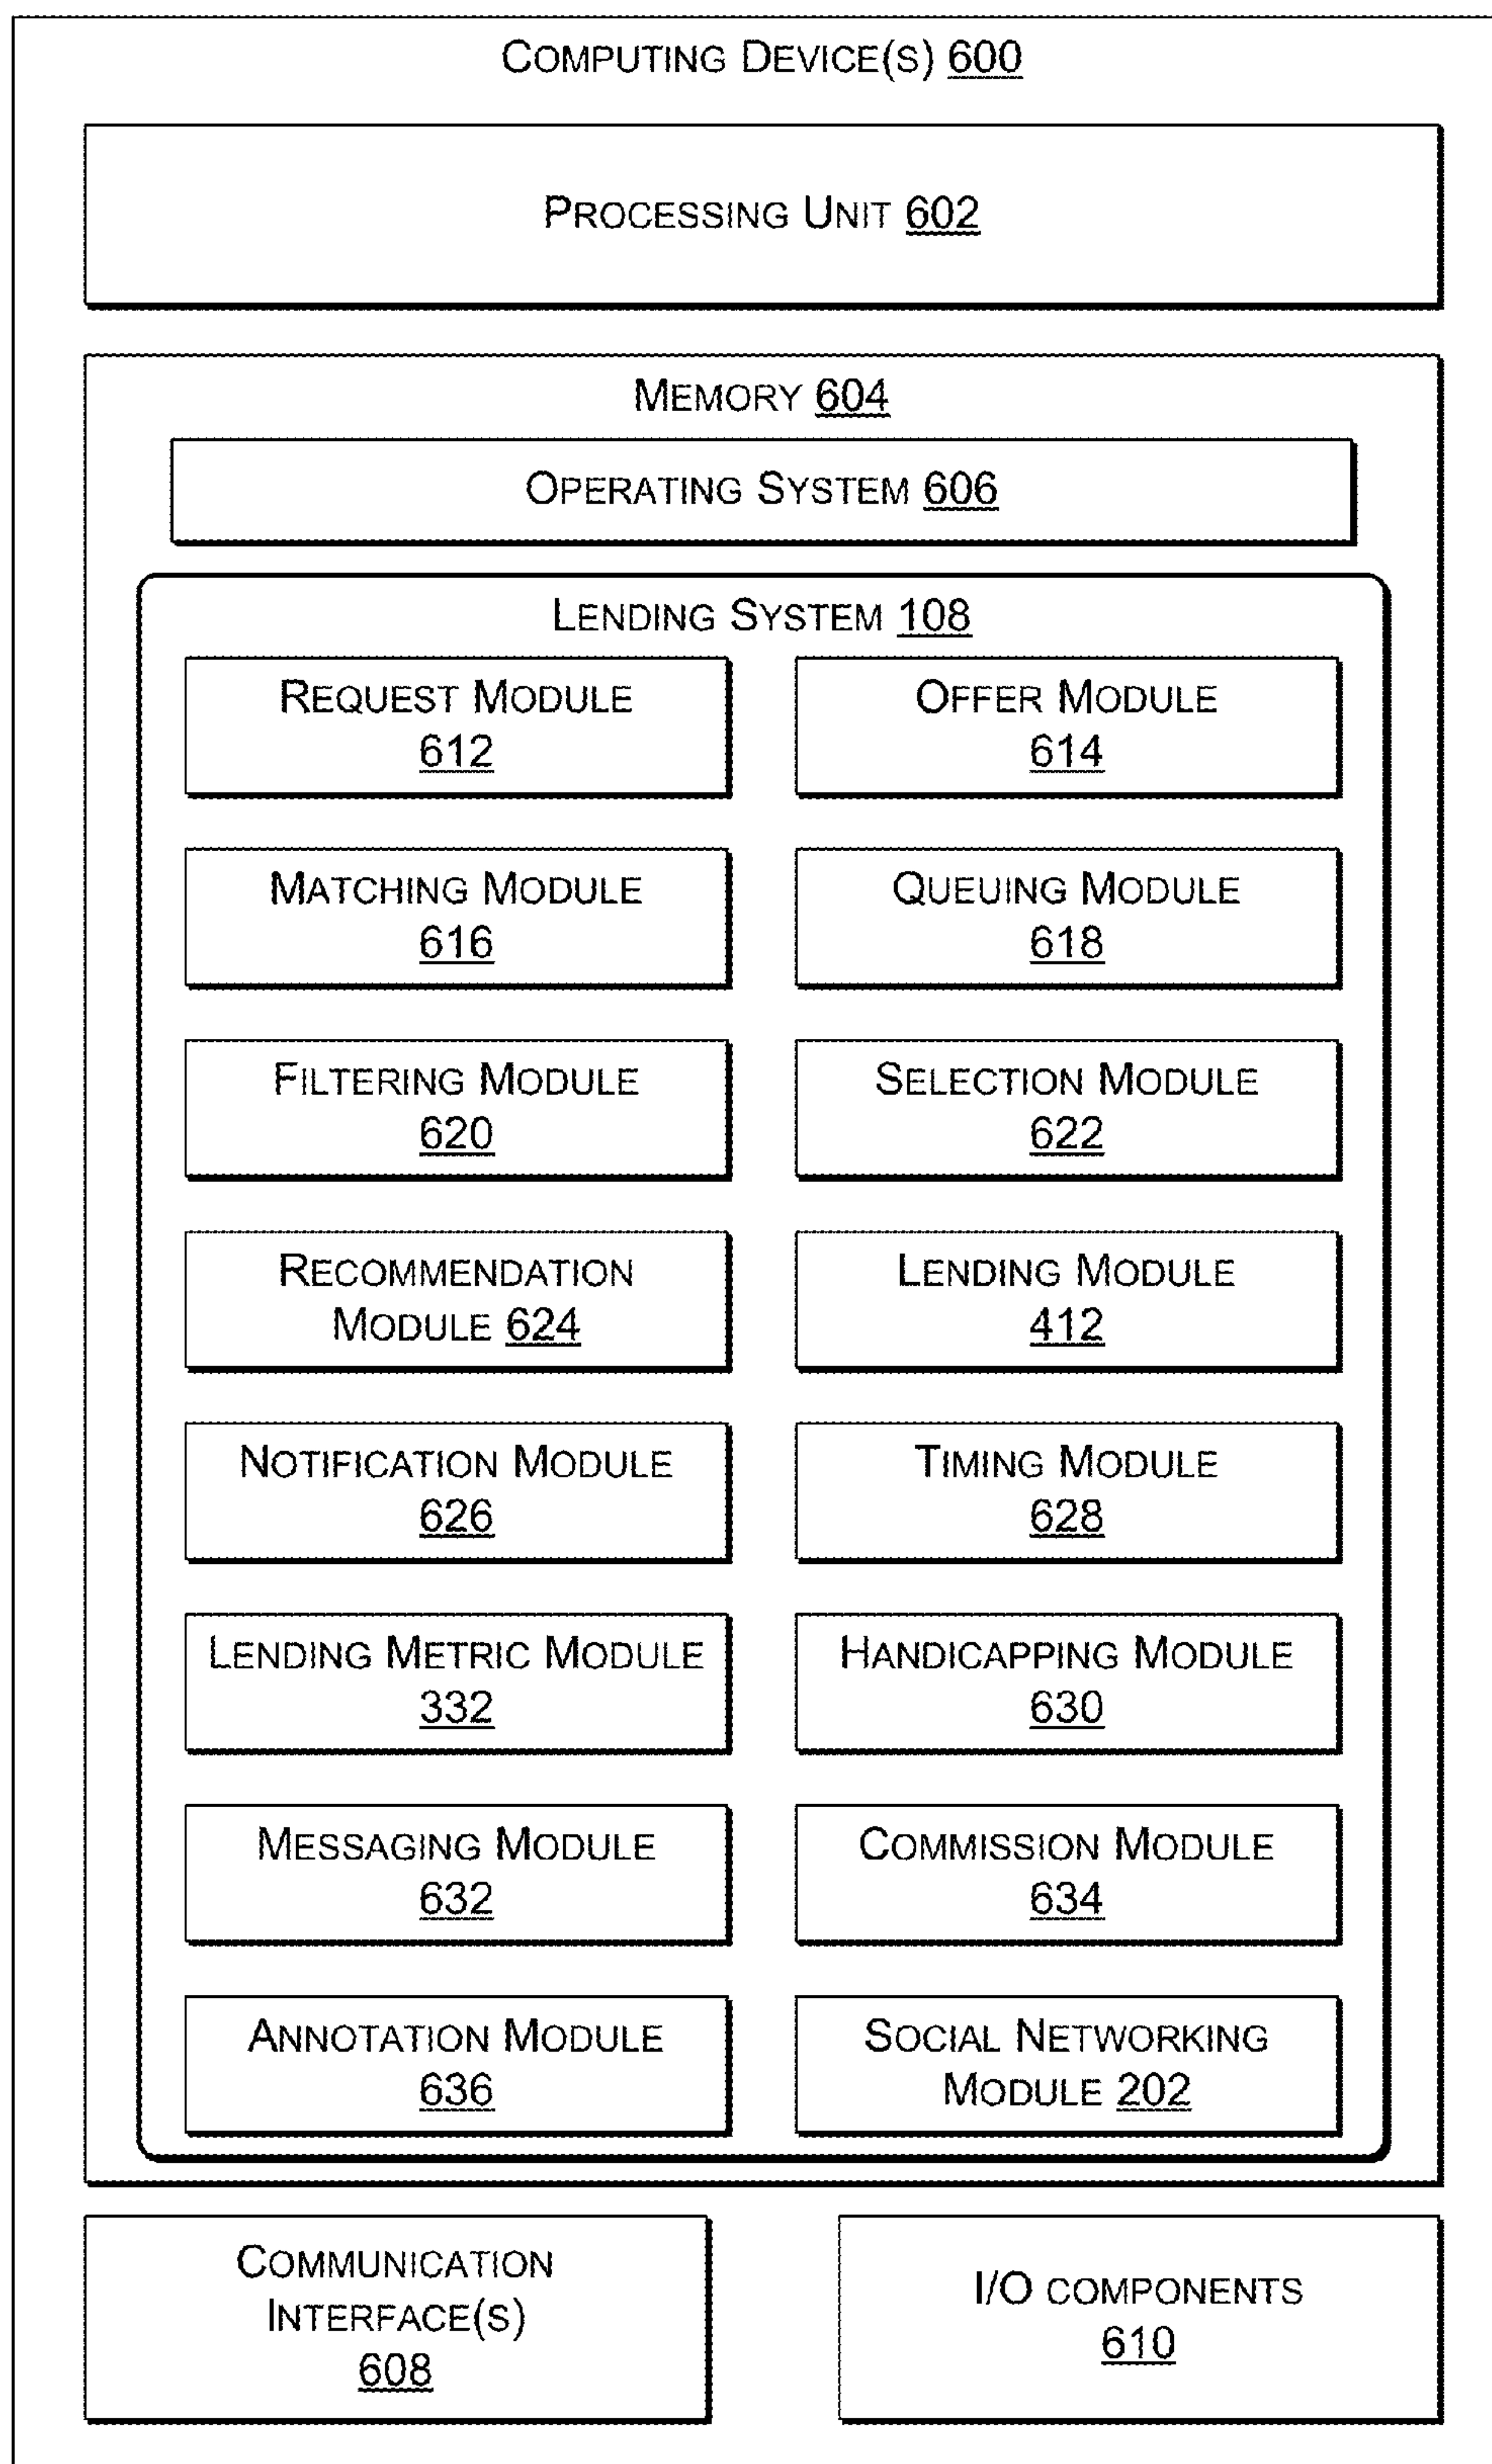 COMPUTING DEVICE(S) 600
PROCESSING UNIT 602
MEMORY 604
OPERATING SYSTEM 606
LENDING SYSTEM 108
REQUEST MODULE
612
OFFER MODULE
614
MATCHING MODULE
616
QUEUING MODULE
618
FILTERING MODULE
620
SELECTION MODULE
622
RECOMMENDATION
MODULE 624
LENDING MODULE
412
NOTIFICATION MODULE
626
TIMING MODULE
628
LENDING METRIC MODULE
332
HANDICAPPING MODULE
630
MESSAGING MODULE
632
COMMISSION MODULE
634
ANNOTATION MODULE
636
SOCIAL NETWORKING
MODULE 202
COMMUNICATION
INTERFACE(S)
608
I/O COMPONENTS
610